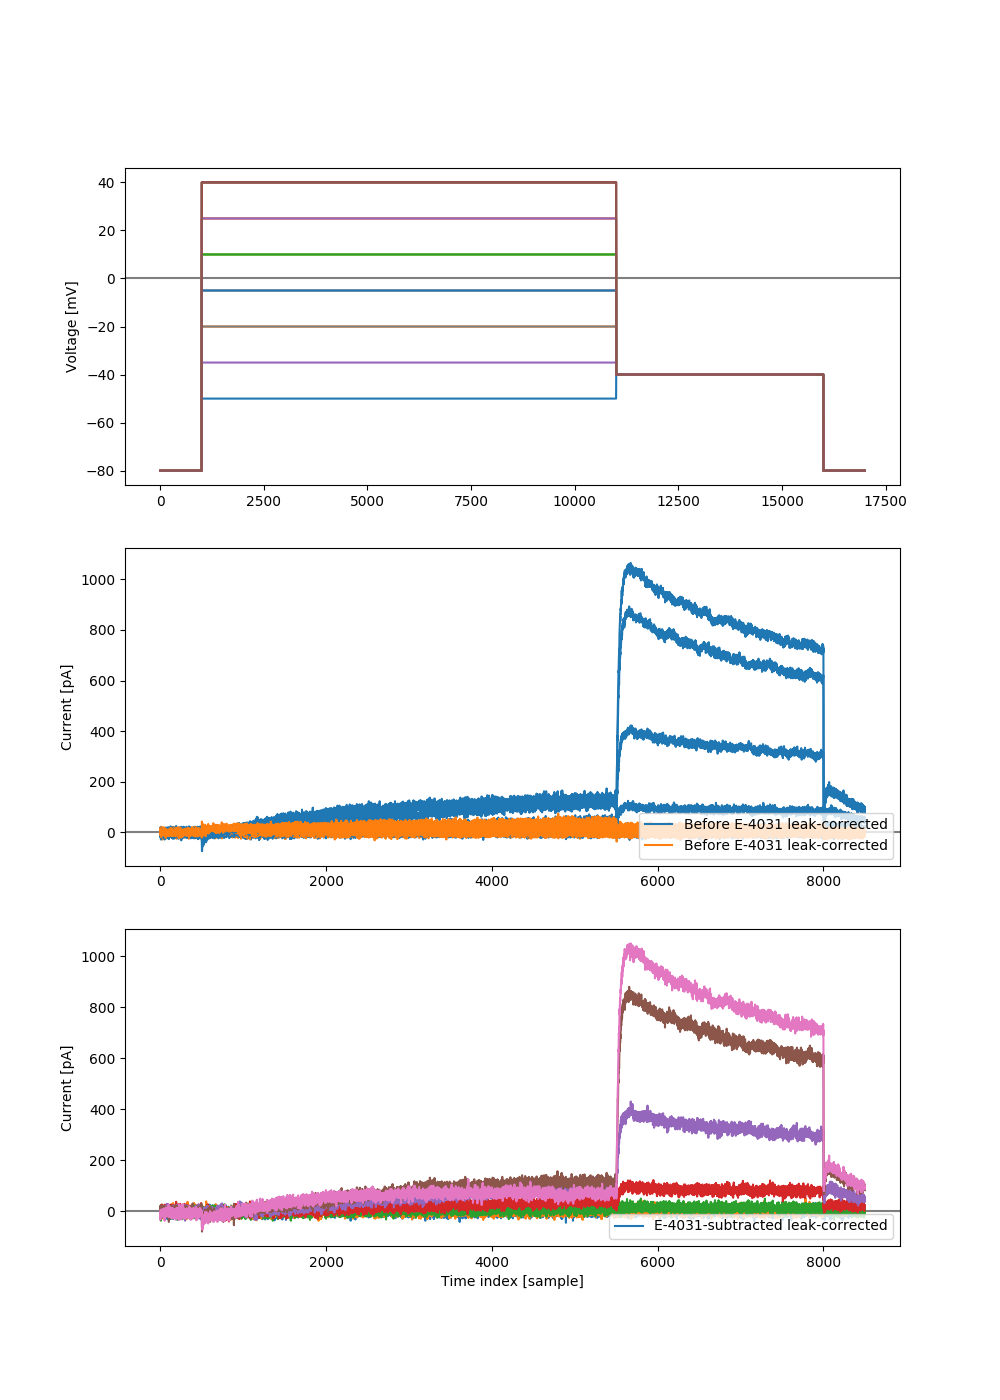 40
20
0
−20
−40
−60
−80
Voltage [mV]
0 2500 5000 7500 10000 12500 15000 17500
1000
800
600
400
200
0
Current [pA]
Before E-4031 leak-corrected
Before E-4031 leak-corrected
0 2000 4000 6000 8000
1000
800
600
400
200
0
Current [pA]
E-4031-subtracted leak-corrected
0 2000 4000 6000 8000
Time index [sample]